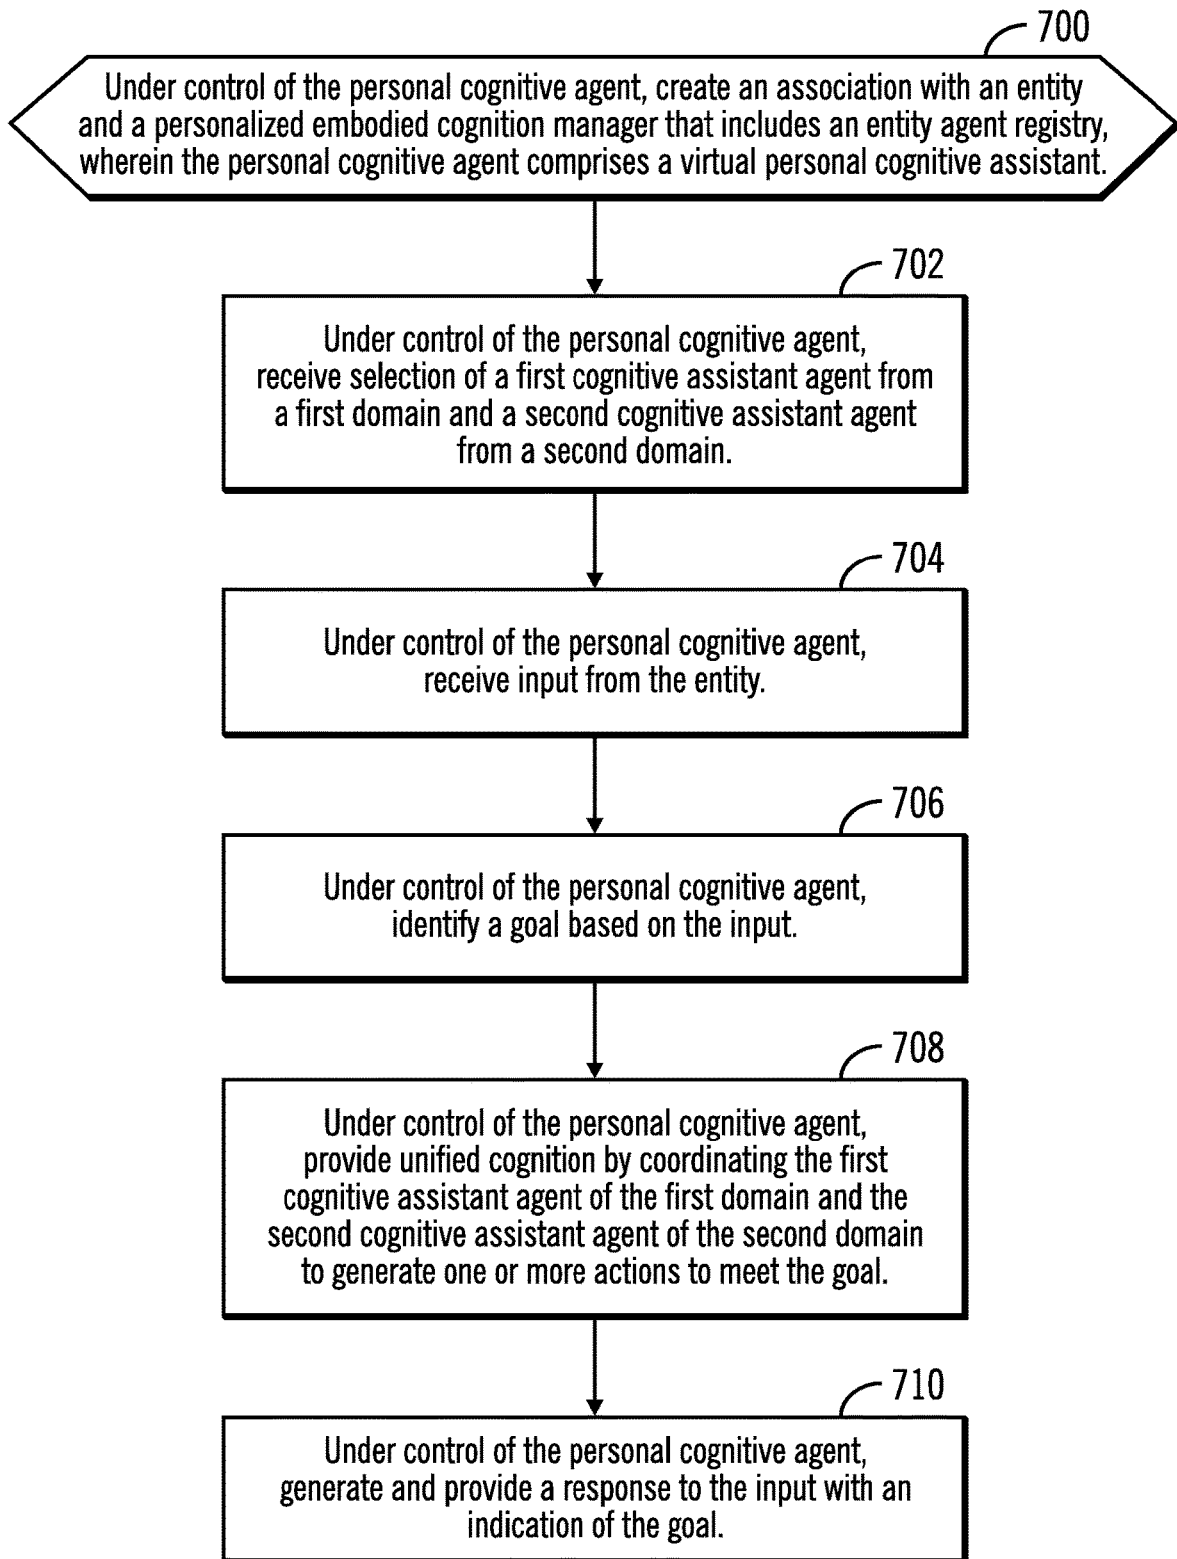 700
Under control of the personal cognitive agent, create an association with an entity
and a personalized embodied cognition manager that includes an entity agent registry,
wherein the personal cognitive agent comprises a virtual personal cognitive assistant.
702
Under control of the personal cognitive agent,
receive selection of a first cognitive assistant agent from
a first domain and a second cognitive assistant agent
from a second domain.
704
Under control of the personal cognitive agent,
receive input from the entity.
706
Under control of the personal cognitive agent,
identify a goal based on the input.
708
Under control of the personal cognitive agent,
provide unified cognition by coordinating the first
cognitive assistant agent of the first domain and the
second cognitive assistant agent of the second domain
to generate one or more actions to meet the goal.
710
Under control of the personal cognitive agent,
generate and provide a response to the input with an
indication of the goal.